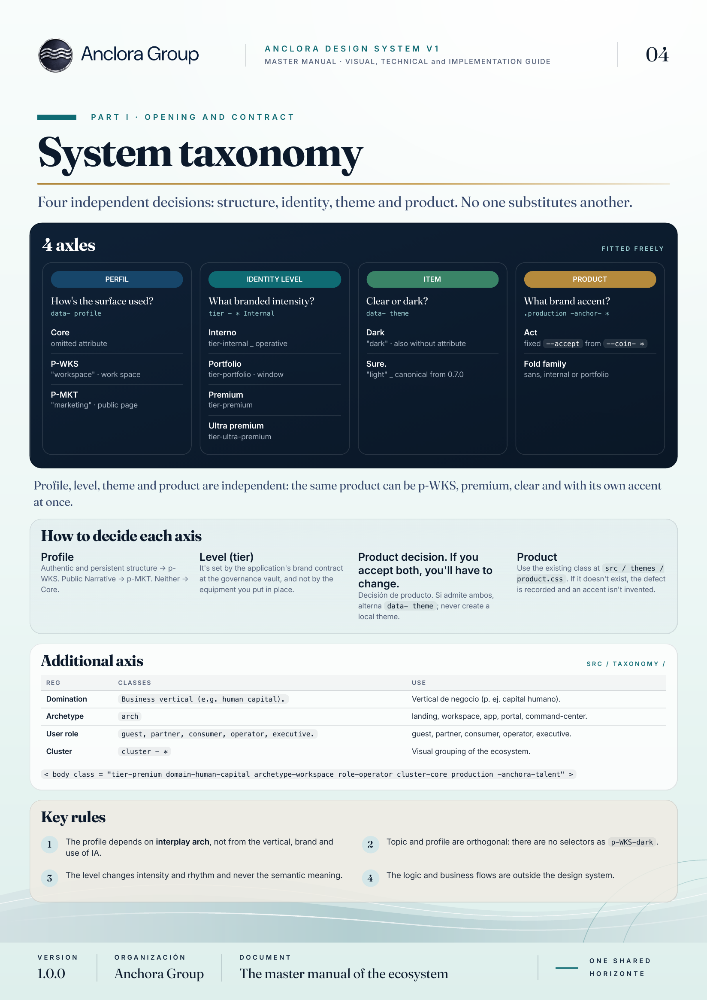 Anclora Group
ANCLORA DESIGN SYSTEM V1
MASTER MANUAL · VISUAL, TECHNICAL and IMPLEMENTATION GUIDE
04
PART I · OPENING AND CONTRACT
System taxonomy
Four independent decisions: structure, identity, theme and product. No one substitutes another.
4 axles
FITTED FREELY
PERFIL
How's the surface used?
data- profile
Core
omitted attribute
P-WKS
"workspace" · work space
P-MKT
"marketing" · public page
IDENTITY LEVEL
What branded intensity?
tier - * Internal
Interno
tier-internal _ operative
Portfolio
tier-portfolio · window
Premium
tier-premium
Ultra premium
tier-ultra-premium
ITEM
Clear or dark?
data- theme
Dark
"dark" · also without attribute
Sure.
"light" _ canonical from 0.7.0
PRODUCT
What brand accent?
.production -anchor- *
Act
fixed --accept from --coin- *
Fold family
sans, internal or portfolio
Profile, level, theme and product are independent: the same product can be p-WKS, premium, clear and with its own accent
at once.
How to decide each axis
Profile
Authentic and persistent structure → p-
WKS. Public Narrative → p-MKT. Neither →
Core.
Level (tier)
It's set by the application's brand contract
at the governance vault, and not by the
equipment you put in place.
Product decision. If you
accept both, you'll have to
change.
Decisión de producto. Si admite ambos,
alterna data- theme ; never create a
local theme.
Product
Use the existing class at src / themes /
product.css . If it doesn't exist, the defect
is recorded and an accent isn't invented.
Additional axis
SRC / TAXONOMY /
REG CLASSES USE
Domination Business vertical (e.g. human capital). Vertical de negocio (p. ej. capital humano).
Archetype arch landing, workspace, app, portal, command-center.
User role guest, partner, consumer, operator, executive. guest, partner, consumer, operator, executive.
Cluster cluster - * Visual grouping of the ecosystem.
< body class = "tier-premium domain-human-capital archetype-workspace role-operator cluster-core production -anchora-talent" >
Key rules
1 The profile depends on interplay arch, not from the vertical, brand and
use of IA.
2 Topic and profile are orthogonal: there are no selectors as p-WKS-dark .
3 The level changes intensity and rhythm and never the semantic meaning.
4 The logic and business flows are outside the design system.
VERSION
1.0.0
ORGANIZACIÓN
Anchora Group
DOCUMENT
The master manual of the ecosystem
ONE SHARED
HORIZONTE